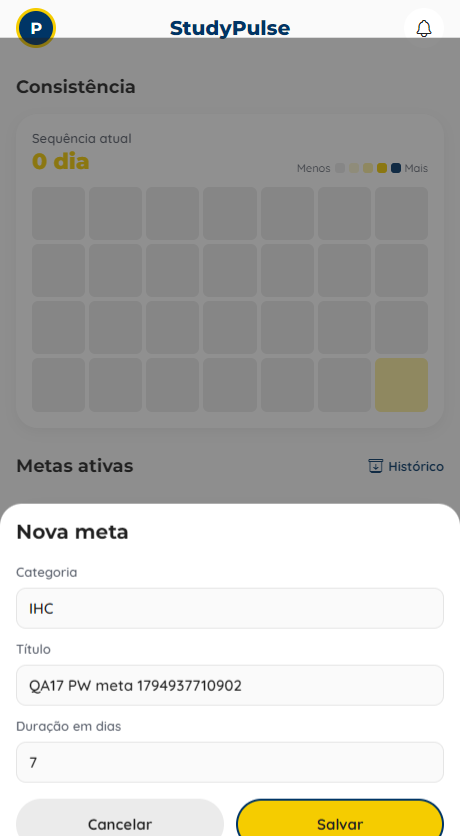 P
StudyPulse
Consistência
Sequência atual
0 dia
Menos Mais
Metas ativas
Histórico
Nova meta
Categoria
IHC
Título
QA17 PW meta 1794937710902
Duração em dias
7
Cancelar
Salvar